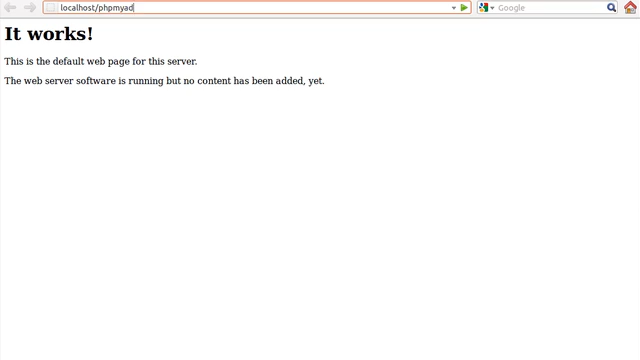 localhost/phpmyad
Google
It works!
This is the default web page for this server.
The web server software is running but no content has been added, yet.